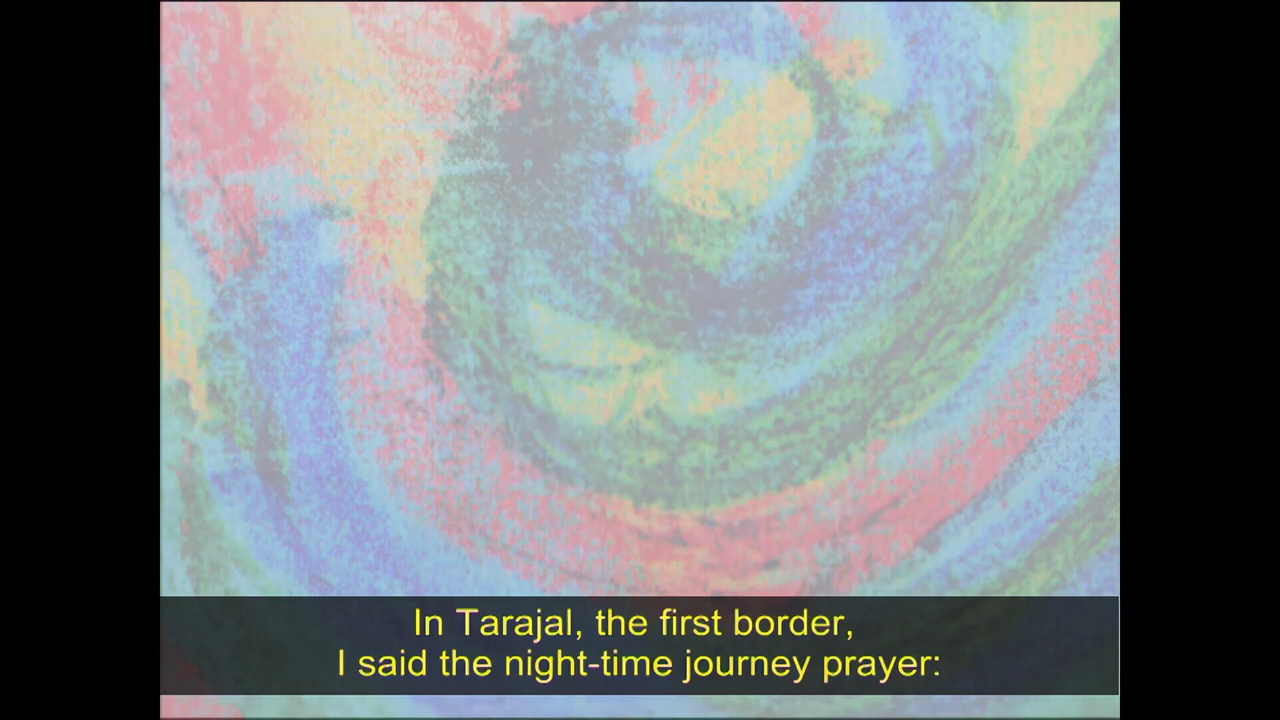 In Tarajal, the first border,
I said the night-time journey prayer: